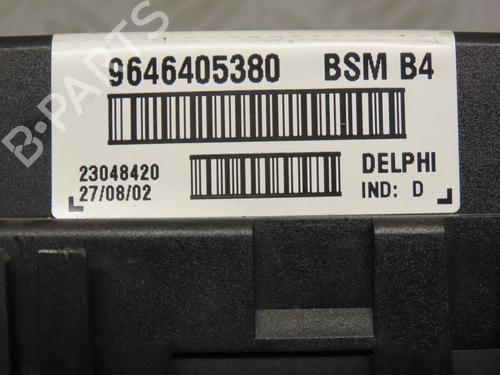 9646405380 BSM B4
23048420 DELPHI
27/08/02 IND: D
B-PARTS